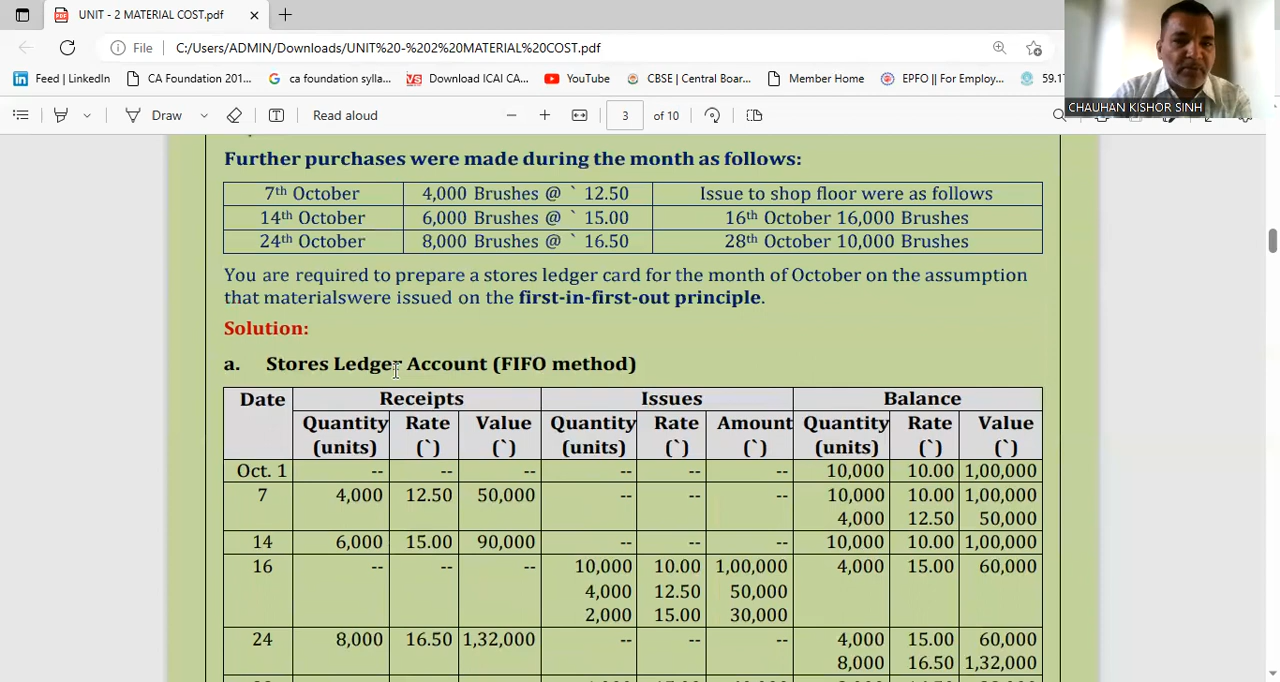 UNIT - 2 MATERIAL COST.pdf
File C:/Users/ADMIN/Downloads/UNIT%20-%202%20MATERIAL%20COST.pdf
Feed | LinkedIn CA Foundation 201... ca foundation sylla... Download ICAI CA... YouTube CBSE | Central Boar... Member Home EPFO || For Employ... 59.1
CHAUHAN KISHOR SINH
Draw Read aloud 3 of 10
Further purchases were made during the month as follows:
7th October 4,000 Brushes @ ` 12.50 Issue to shop floor were as follows
14th October 6,000 Brushes @ ` 15.00 16th October 16,000 Brushes
24th October 8,000 Brushes @ ` 16.50 28th October 10,000 Brushes
You are required to prepare a stores ledger card for the month of October on the assumption
that materialswere issued on the first-in-first-out principle.
Solution:
a. Stores Ledger Account (FIFO method)
Date Receipts Issues Balance
Quantity Rate Value Quantity Rate Amount Quantity Rate Value
(units) (`) (`) (units) (`) (`) (units) (`) (`)
Oct. 1 -- -- -- -- -- -- 10,000 10.00 1,00,000
7 4,000 12.50 50,000 -- -- -- 10,000 10.00 1,00,000
4,000 12.50 50,000
14 6,000 15.00 90,000 -- -- -- 10,000 10.00 1,00,000
16 -- -- -- 10,000 10.00 1,00,000 4,000 15.00 60,000
4,000 12.50 50,000
2,000 15.00 30,000
24 8,000 16.50 1,32,000 -- -- -- 4,000 15.00 60,000
8,000 16.50 1,32,000